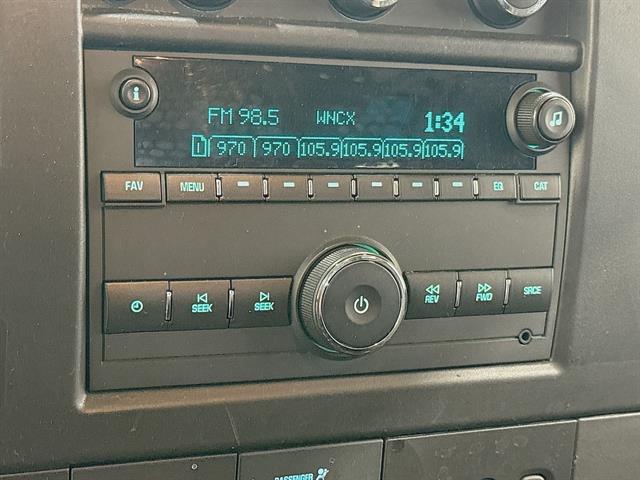 i
FM 98.5 WNCX 1:34
1 970 970 105.9 105.9 105.9 105.9
FAV MENU EQ CAT
SEEK SEEK REV FWD SRCE
PASSENGER